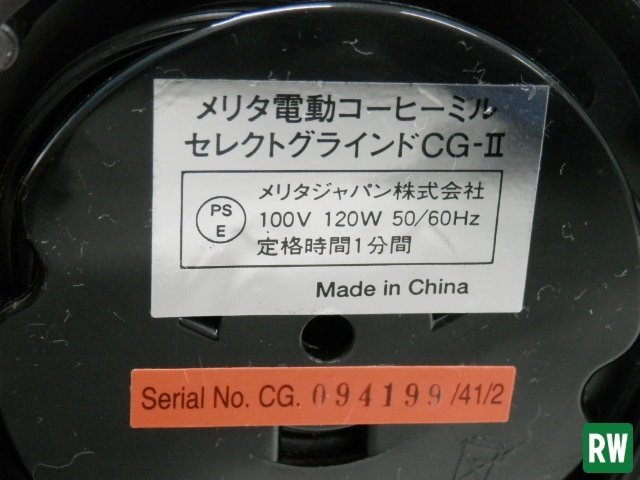 メリタ電動コーヒーミル
セレクトグラインドCG-Ⅱ
PS
E
メリタジャパン株式会社
100V 120W 50/60Hz
定格時間1分間
Made in China
Serial No. CG. 094199 /41/2
RW